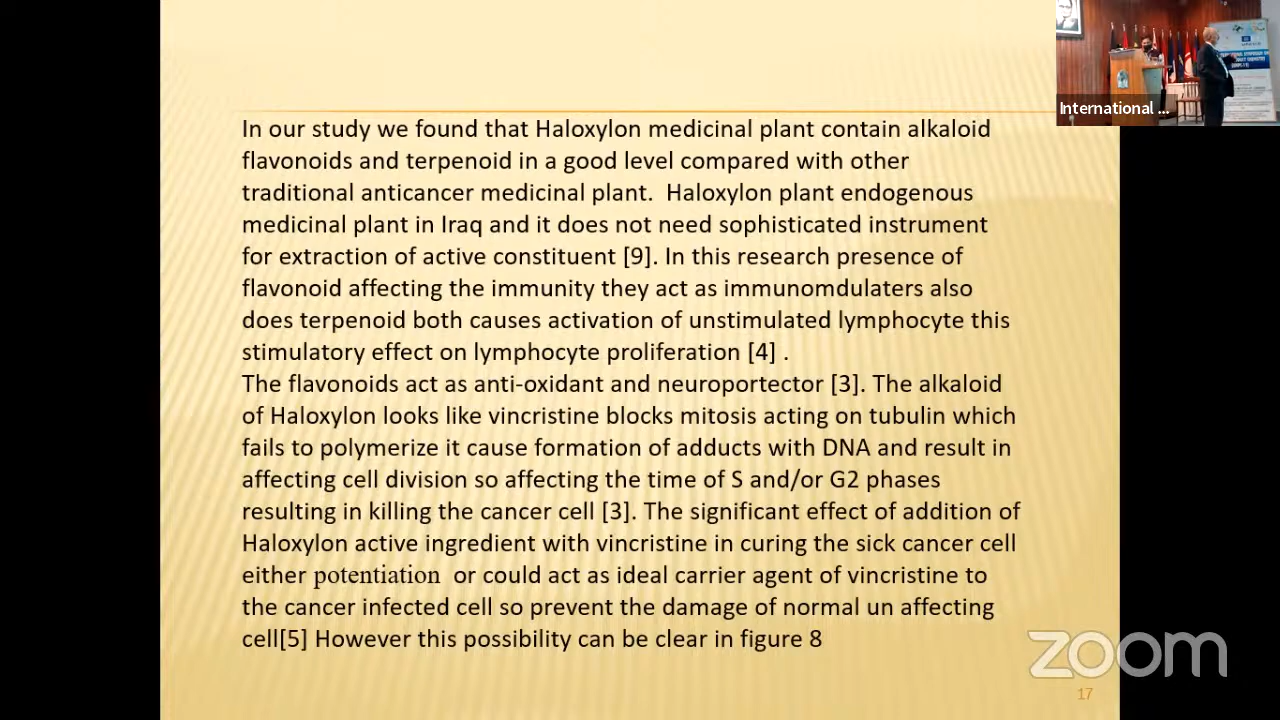 In our study we found that Haloxylon medicinal plant contain alkaloid
flavonoids and terpenoid in a good level compared with other
traditional anticancer medicinal plant.  Haloxylon plant endogenous
medicinal plant in Iraq and it does not need sophisticated instrument
for extraction of active constituent [9]. In this research presence of
flavonoid affecting the immunity they act as immunomdulaters also
does terpenoid both causes activation of unstimulated lymphocyte this
stimulatory effect on lymphocyte proliferation [4] .
The flavonoids act as anti-oxidant and neuroportector [3]. The alkaloid
of Haloxylon looks like vincristine blocks mitosis acting on tubulin which
fails to polymerize it cause formation of adducts with DNA and result in
affecting cell division so affecting the time of S and/or G2 phases
resulting in killing the cancer cell [3]. The significant effect of addition of
Haloxylon active ingredient with vincristine in curing the sick cancer cell
either potentiation  or could act as ideal carrier agent of vincristine to
the cancer infected cell so prevent the damage of normal un affecting
cell[5] However this possibility can be clear in figure 8
International ...
zoom
17